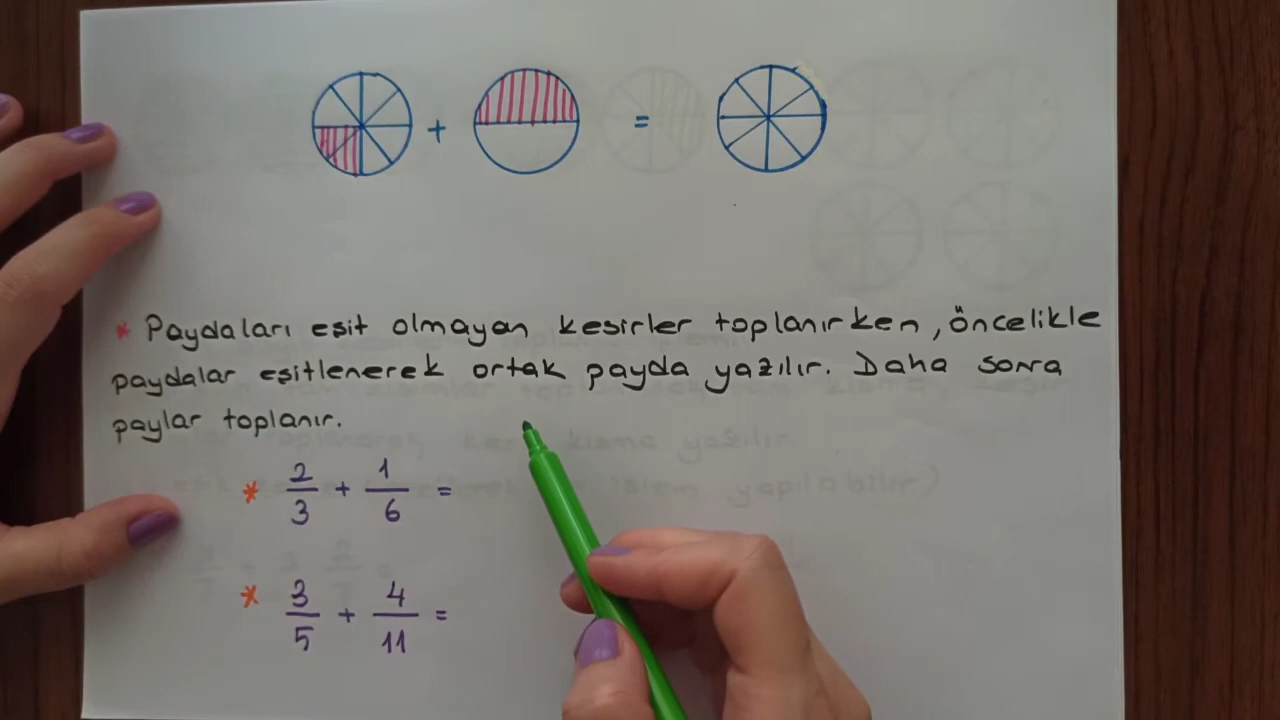 + =
* Paydaları eşit olmayan kesirler toplanırken, öncelikle
paydalar eşitlenerek ortak payda yazılır. Daha sonra
paylar toplanır.
* 2/3 + 1/6 =
* 3/5 + 4/11 =